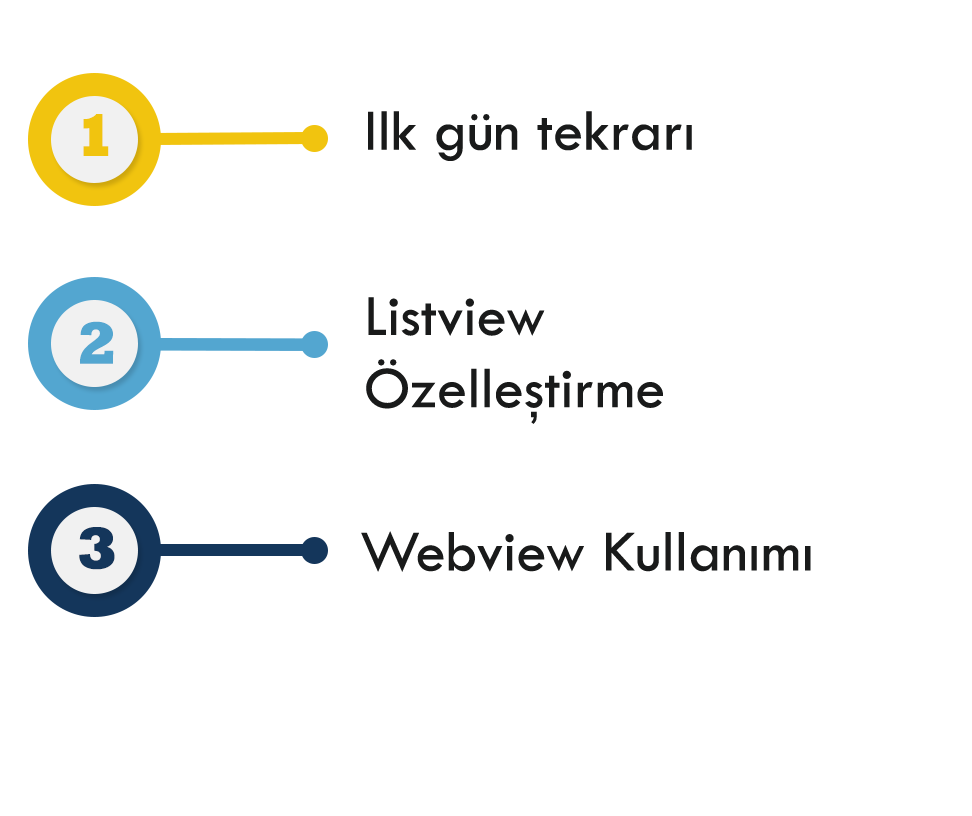 1
Ilk gün tekrarı
2
Listview
Özelleştirme
3
Webview Kullanımı